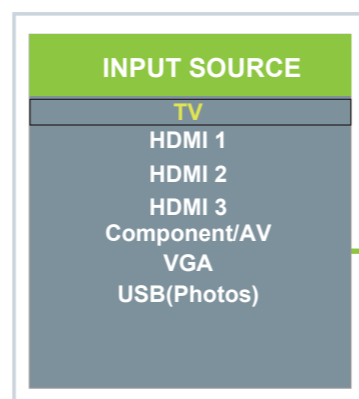 INPUT SOURCE
TV
HDMI 1
HDMI 2
HDMI 3
Component/AV
VGA
USB(Photos)